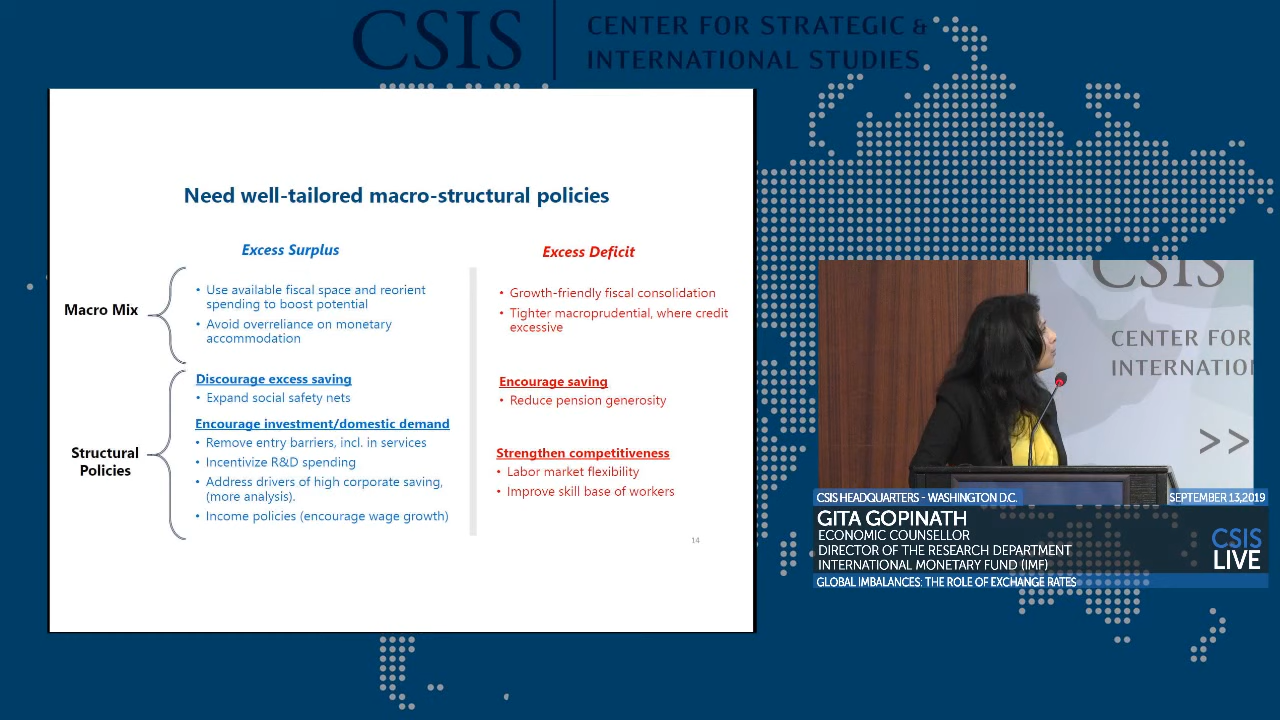 CSIS
CENTER FOR STRATEGIC &
INTERNATIONAL STUDIES
Need well-tailored macro-structural policies
Excess Surplus
Excess Deficit
Macro Mix
• Use available fiscal space and reorient
spending to boost potential
• Avoid overreliance on monetary
accommodation
• Growth-friendly fiscal consolidation
• Tighter macroprudential, where credit
excessive
Structural
Policies
Discourage excess saving
• Expand social safety nets
Encourage investment/domestic demand
• Remove entry barriers, incl. in services
• Incentivize R&D spending
• Address drivers of high corporate saving,
(more analysis).
• Income policies (encourage wage growth)
Encourage saving
• Reduce pension generosity
Strengthen competitiveness
• Labor market flexibility
• Improve skill base of workers
14
CSIS
CENTER FOR
INTERNATION
>>
CSIS HEADQUARTERS - WASHINGTON D.C.
SEPTEMBER 13,2019
GITA GOPINATH
ECONOMIC COUNSELLOR
DIRECTOR OF THE RESEARCH DEPARTMENT
INTERNATIONAL MONETARY FUND (IMF)
CSIS
LIVE
GLOBAL IMBALANCES: THE ROLE OF EXCHANGE RATES